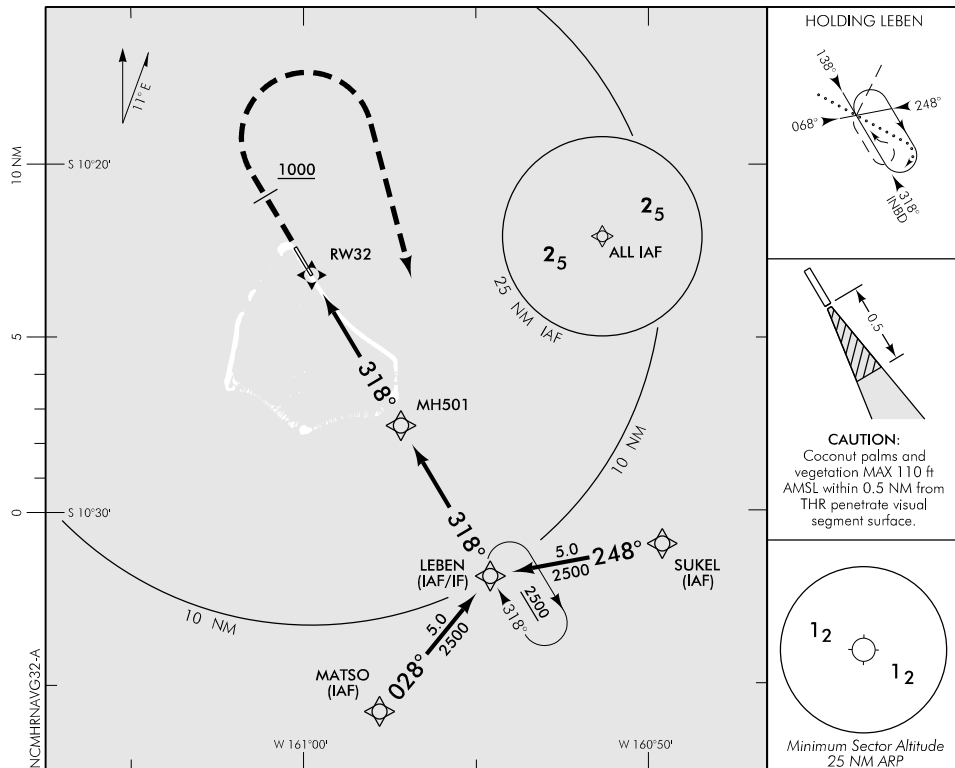 11°E
10 NM
S 10°20'
1000
RW32
2₅
2₅
ALL IAF
25 NM IAF
5
318°
MH501
10 NM
0
S 10°30'
318°
LEBEN
(IAF/IF)
5.0
2500
248°
SUKEL
(IAF)
2500
318°
10 NM
5.0
2500
028°
MATSO
(IAF)
NCMHRNAVG32-A
W 161°00'
W 160°50'
HOLDING LEBEN
138°
248°
068°
318°
INBD
0.5
CAUTION:
Coconut palms and
vegetation MAX 110 ft
AMSL within 0.5 NM from
THR penetrate visual
segment surface.
1₂
1₂
Minimum Sector Altitude
25 NM ARP